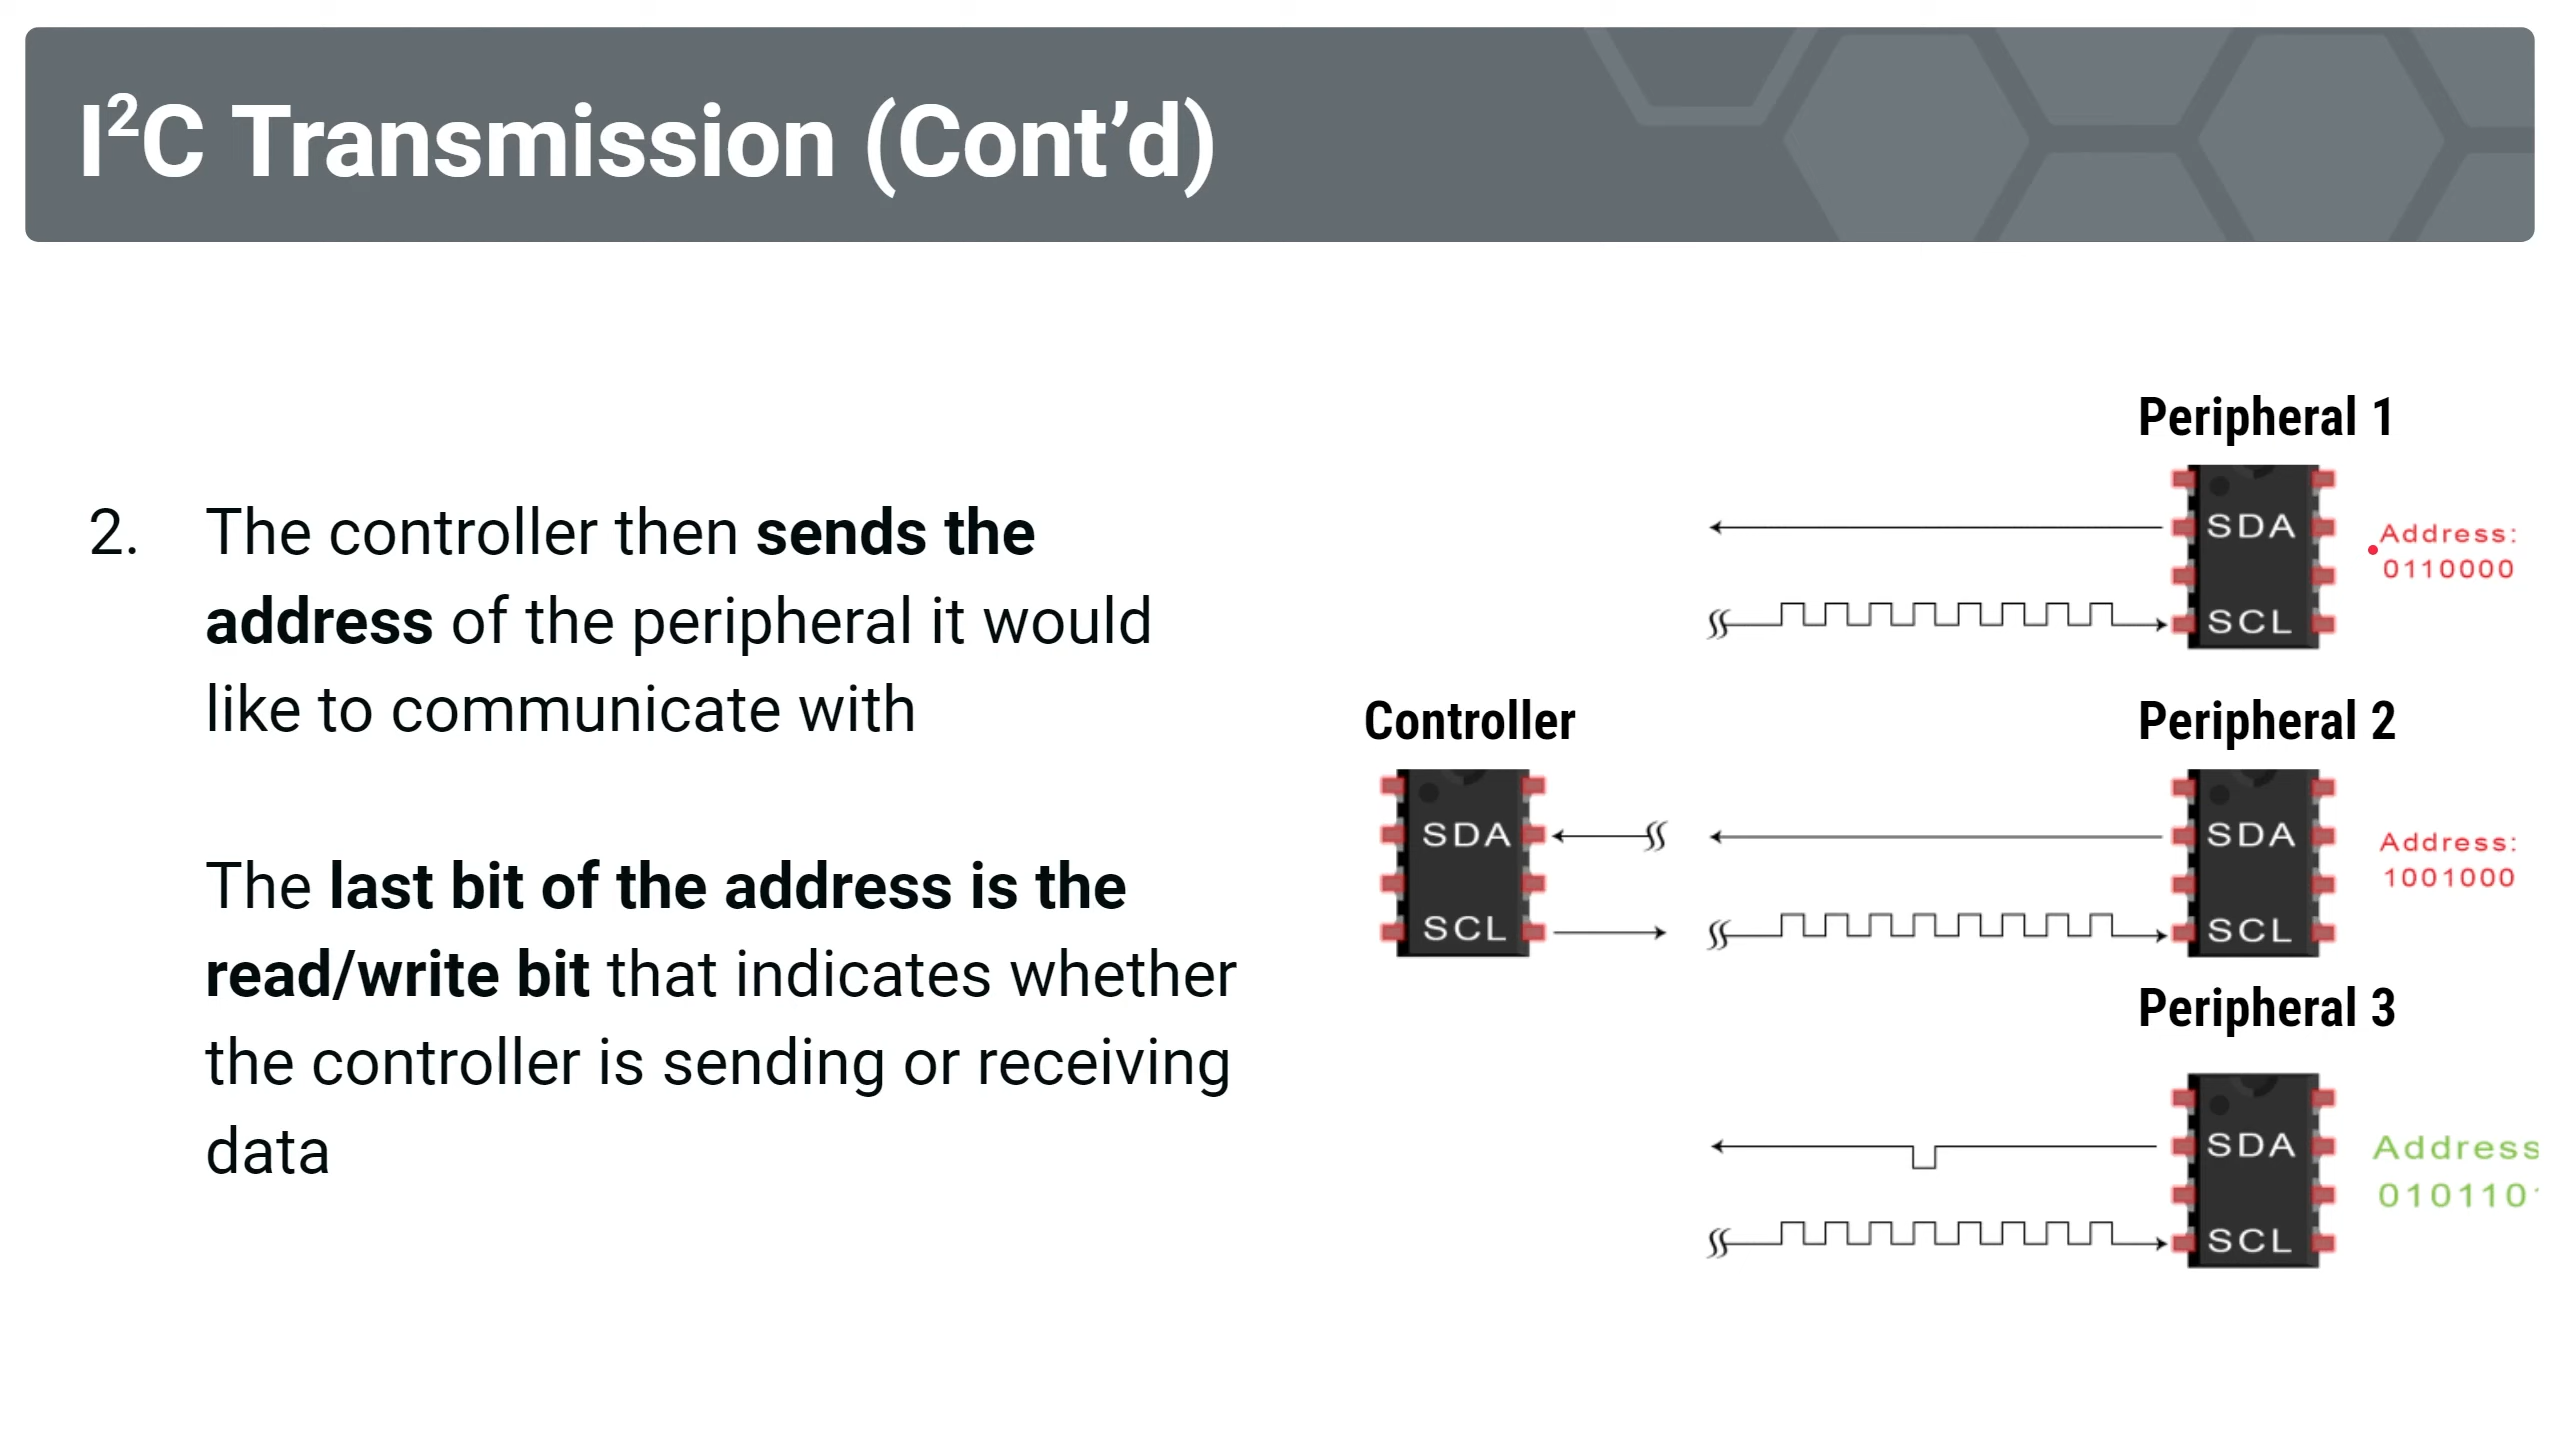 I²C Transmission (Cont’d)
2. The controller then sends the
address of the peripheral it would
like to communicate with
The last bit of the address is the
read/write bit that indicates whether
the controller is sending or receiving
data
Peripheral 1
SDA
SCL
Address:
0110000
Controller
SDA
SCL
Peripheral 2
SDA
SCL
Address:
1001000
Peripheral 3
SDA
SCL
Address
010110